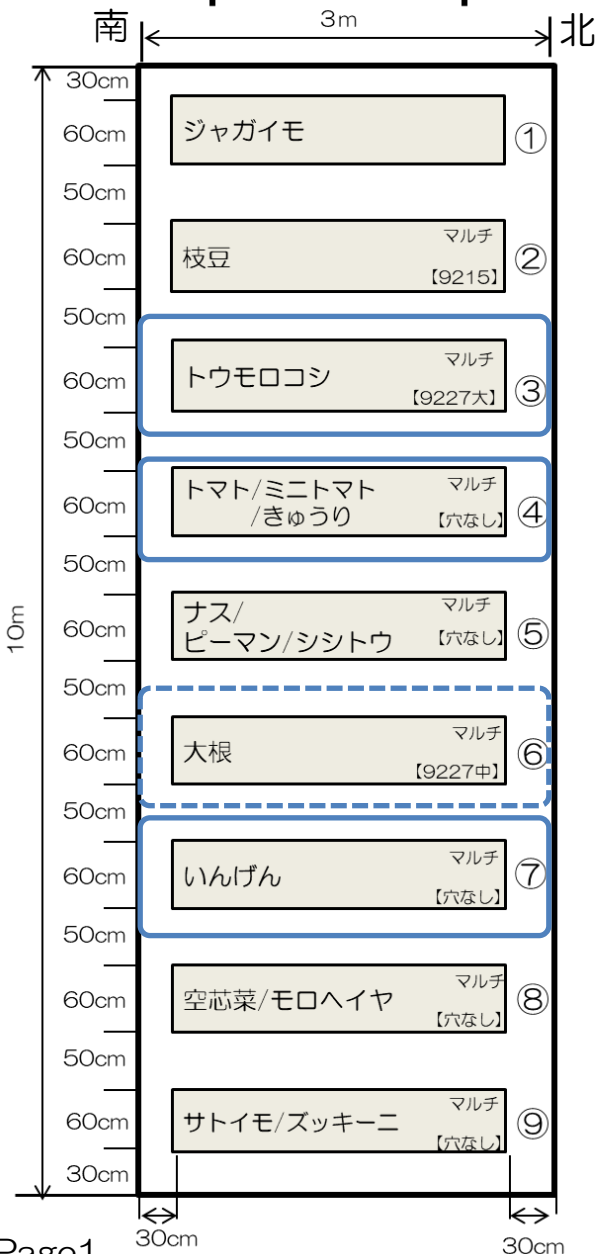 南
3m
北
30cm
60cm
ジャガイモ
①
50cm
60cm
枝豆
マルチ
【9215】
②
50cm
60cm
トウモロコシ
マルチ
【9227大】
③
50cm
60cm
トマト/ミニトマト
/きゅうり
マルチ
【穴なし】
④
50cm
10m
60cm
ナス/
ピーマン/シシトウ
マルチ
【穴なし】
⑤
50cm
60cm
大根
マルチ
【9227中】
⑥
50cm
60cm
いんげん
マルチ
【穴なし】
⑦
50cm
60cm
空芯菜/モロヘイヤ
マルチ
【穴なし】
⑧
50cm
60cm
サトイモ/ズッキーニ
マルチ
【穴なし】
⑨
30cm
30cm
30cm
Page1